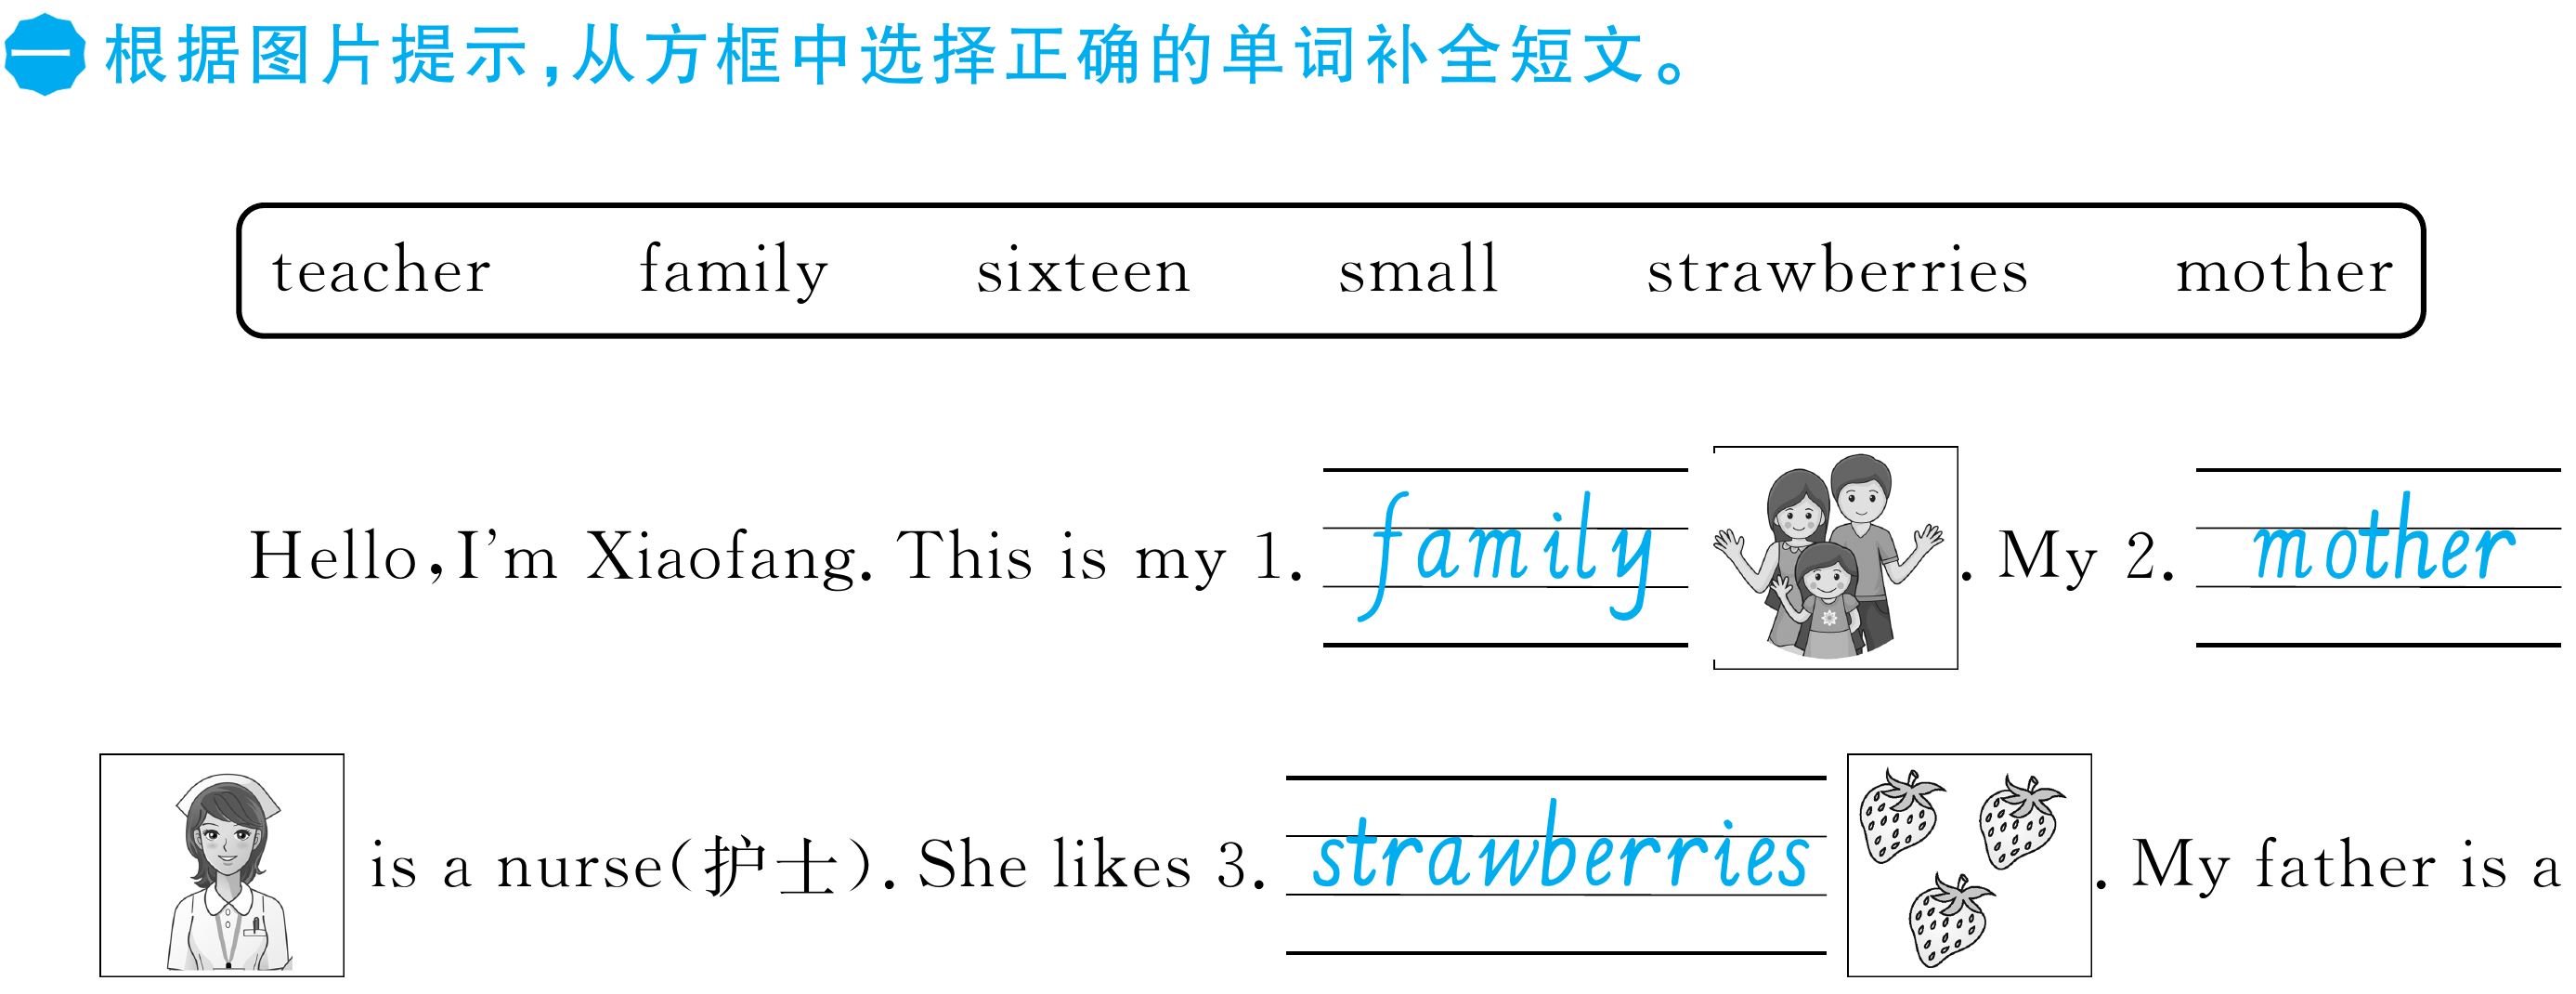 一 根据图片提示,从方框中选择正确的单词补全短文。
teacher family sixteen small strawberries mother
Hello,I'm Xiaofang. This is my 1. family . My 2. mother
is a nurse(护士). She likes 3. strawberries . My father is a